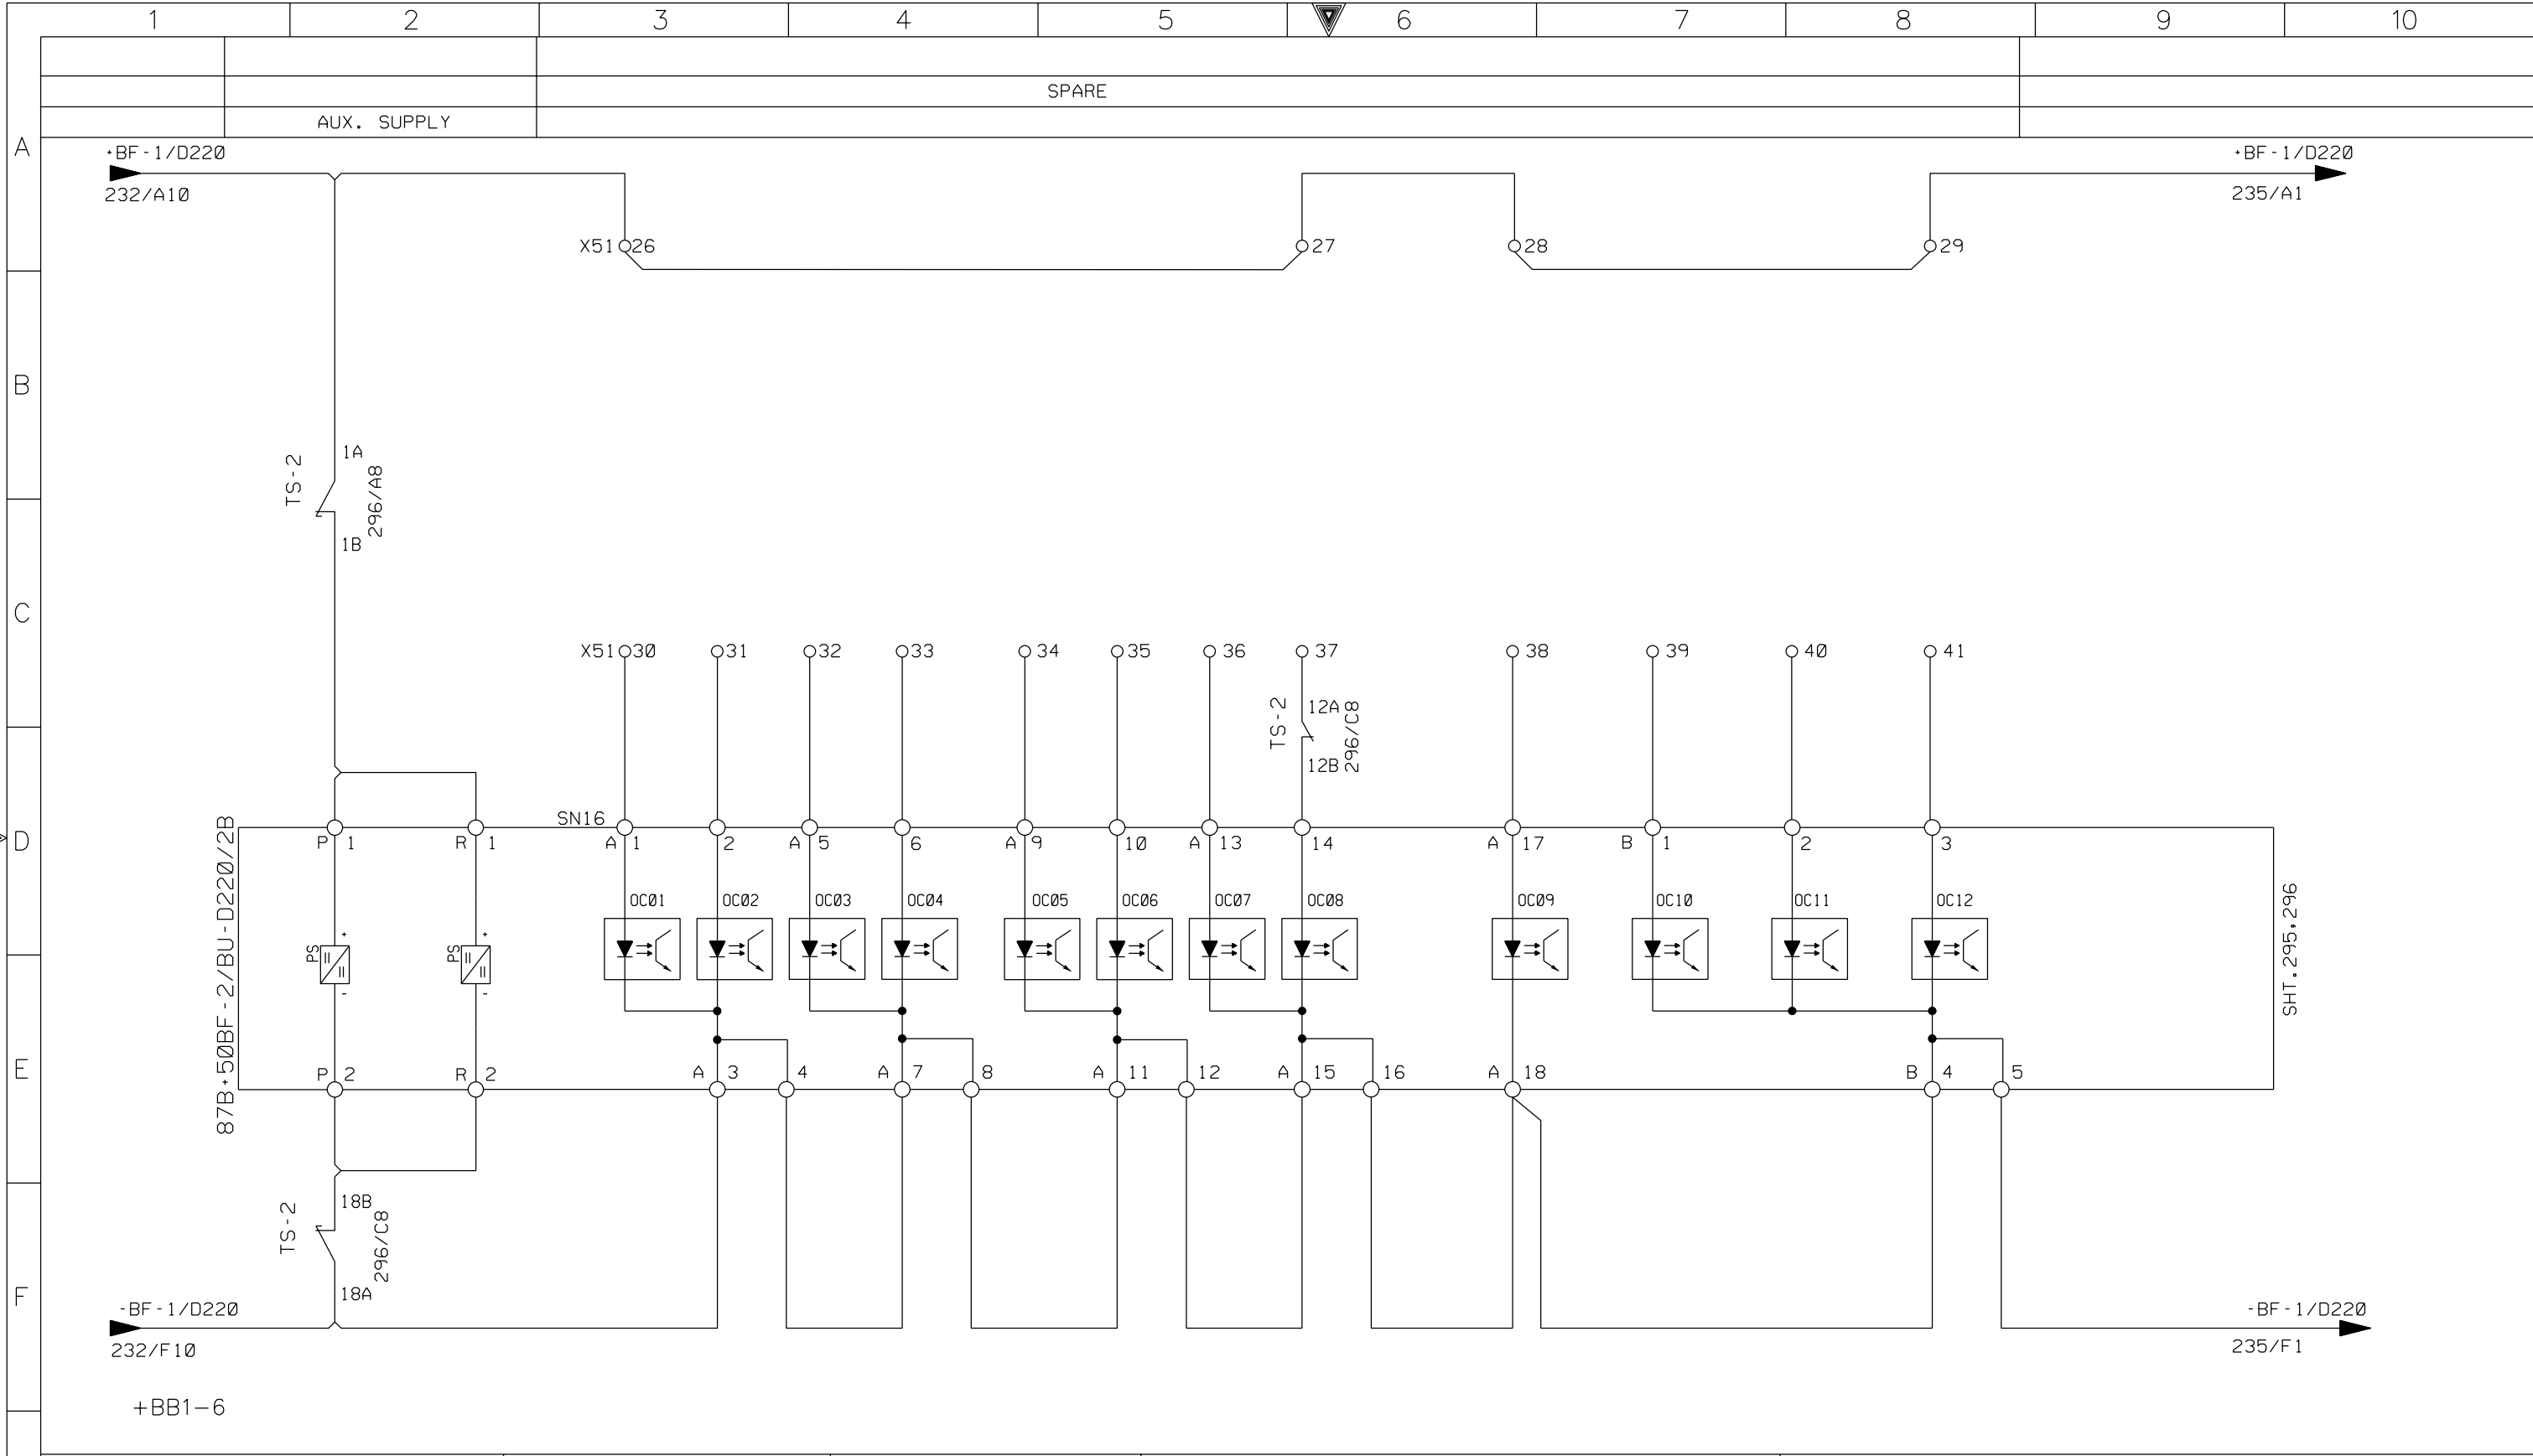 1 2 3 4 5 6 7 8 9 10
SPARE
AUX. SUPPLY
A
+BF-1/D220 +BF-1/D220
232/A10 235/A1
X51 26 27 28 29
B
TS-2 1A 296/A8
1B
C
X51 30 31 32 33 34 35 36 37 38 39 40 41
TS-2 12A 296/C8
12B
SN16
D
87B+50BF-2/BU-D220/2B
P 1 R 1 A 1 2 A 5 6 A 9 10 A 13 14 A 17 B 1 2 3
OC01 OC02 OC03 OC04 OC05 OC06 OC07 OC08 OC09 OC10 OC11 OC12
PS + - PS + -
SHT.295,296
E
P 2 R 2 A 3 4 A 7 8 A 11 12 A 15 16 A 18 B 4 5
TS-2 18B 296/C8
18A
F
-BF-1/D220 -BF-1/D220
232/F10 235/F1
+BB1-6